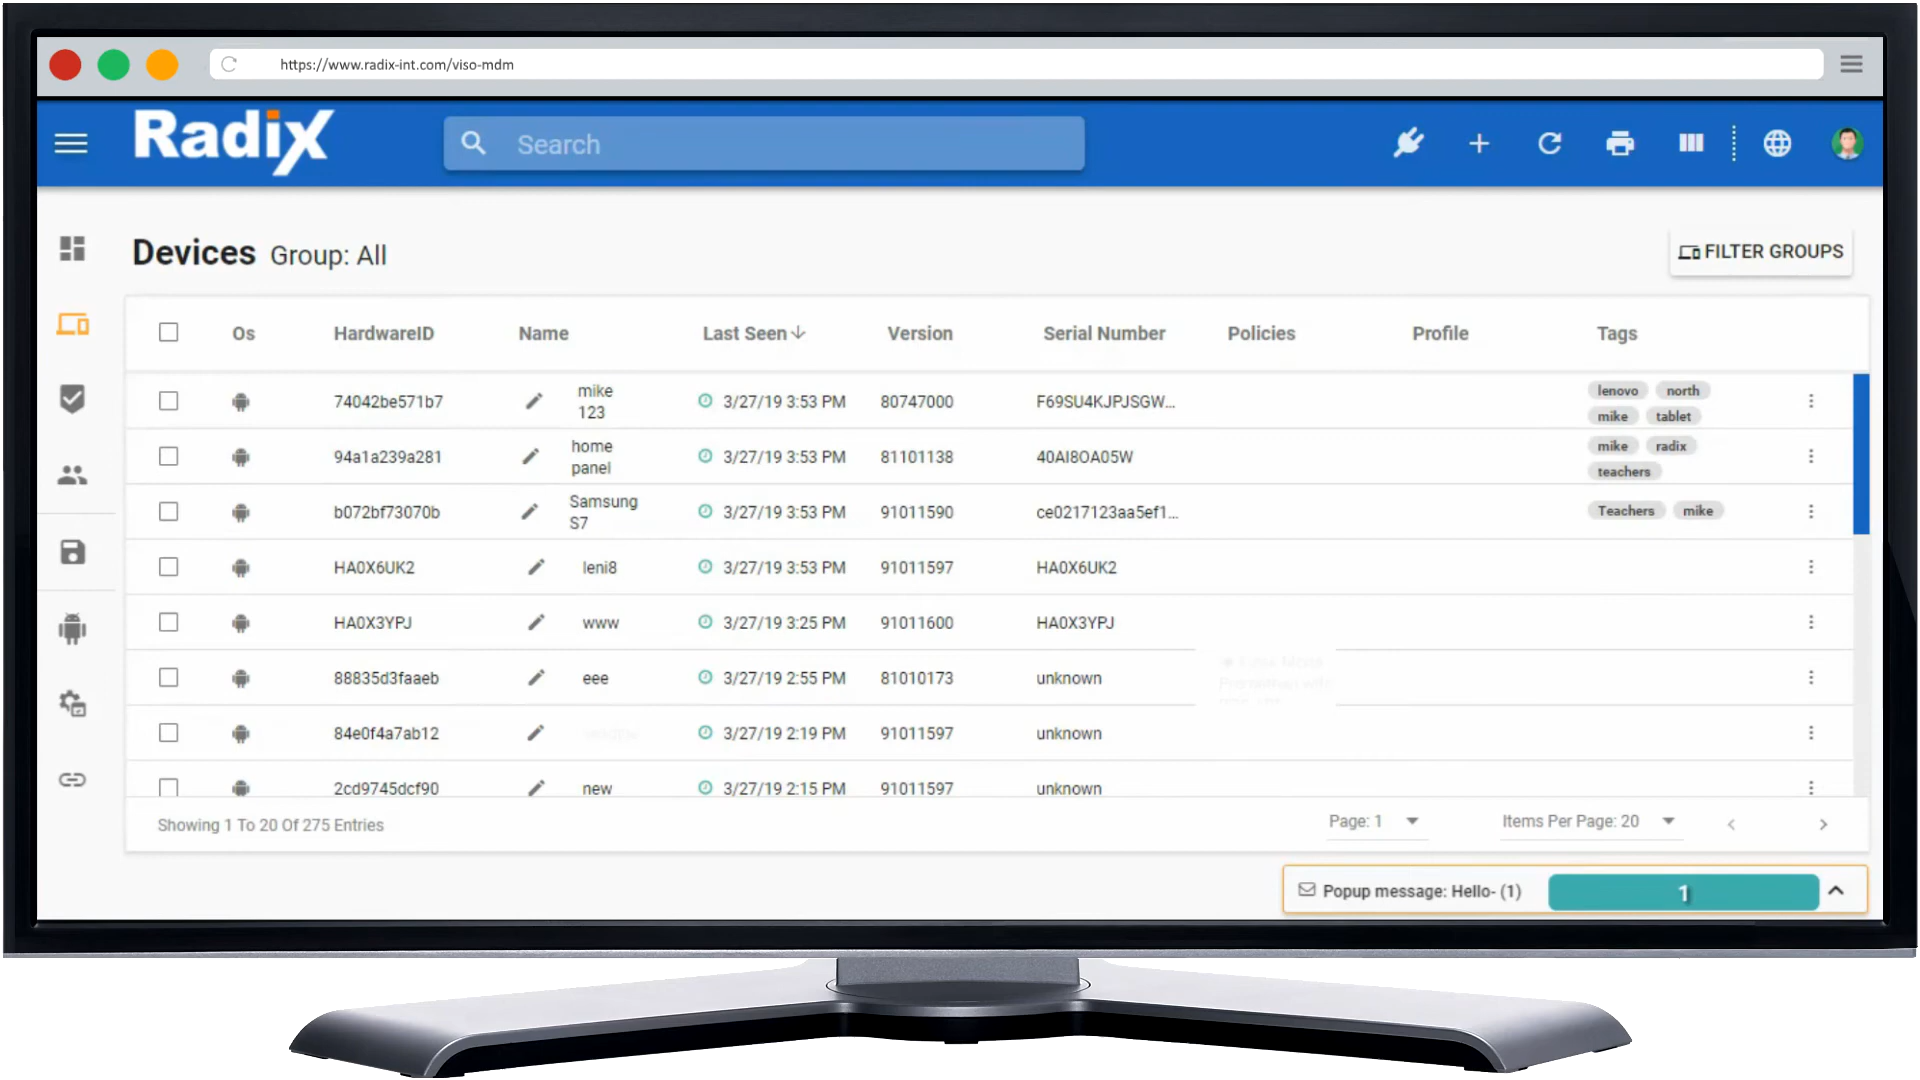 https://www.radix-int.com/viso-mdm
Radix
Search
Devices Group: All
FILTER GROUPS
Os HardwareID Name Last Seen Version Serial Number Policies Profile Tags
74042be571b7 mike 123 3/27/19 3:53 PM 80747000 F69SU4KJPJSGW... lenovo north mike tablet
94a1a239a281 home panel 3/27/19 3:53 PM 81101138 40AI8OA05W mike radix teachers
b072bf73070b Samsung S7 3/27/19 3:53 PM 91011590 ce0217123aa5ef1... Teachers mike
HA0X6UK2 leni8 3/27/19 3:53 PM 91011597 HA0X6UK2
HA0X3YPJ www 3/27/19 3:25 PM 91011600 HA0X3YPJ
88835d3faaeb eee 3/27/19 2:55 PM 81010173 unknown
84e0f4a7ab12 3/27/19 2:19 PM 91011597 unknown
2cd9745dcf90 new 3/27/19 2:15 PM 91011597 unknown
Showing 1 To 20 Of 275 Entries
Page: 1 Items Per Page: 20
Popup message: Hello- (1) 1